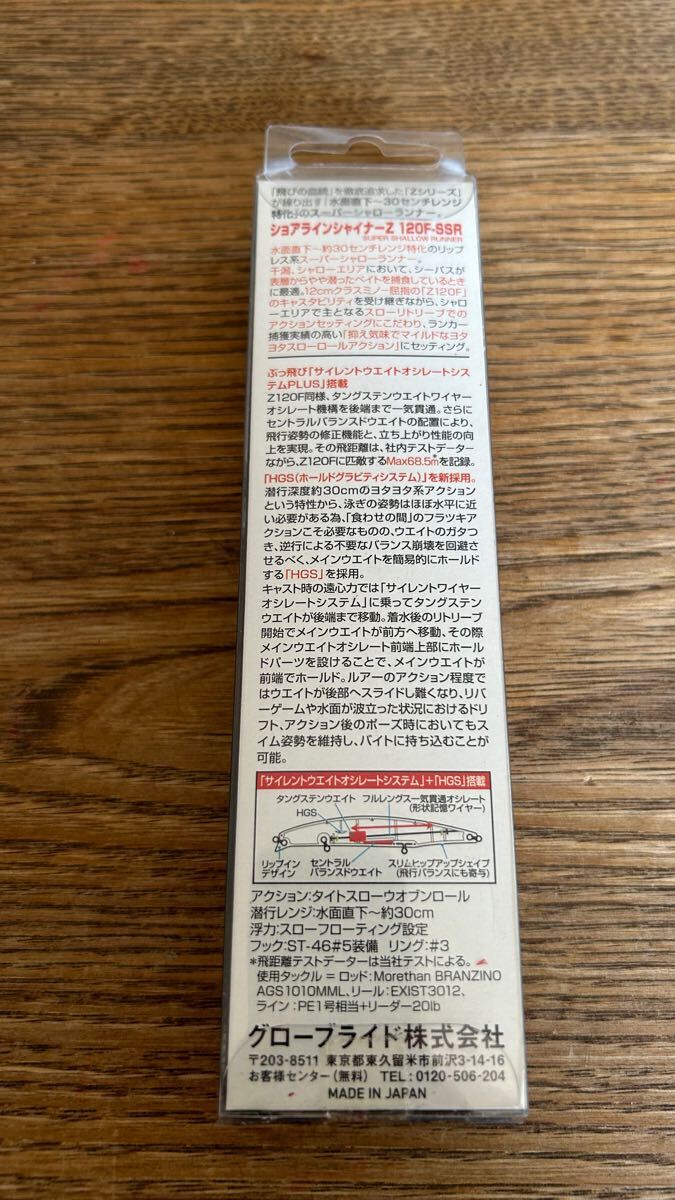 「飛びの血統」を徹底追求した「Zシリーズ」
が繰り出す「水面直下～30センチレンジ
特化」のスーパーシャローランナー。
ショアラインシャイナーZ 120F-SSR
SUPER SHALLOW RUNNER
水面直下～約30センチレンジ特化のリップ
レス系スーパーシャローランナー。
干潟、シャローエリアにおいて、シーバスが
表層からやや潜ったベイトを捕食しているとき
に最適。12cmクラスミノー屈指の「Z120F」
のキャスタビリティを受け継ぎながら、シャロ
ーエリアで主となるスローリトリーブでの
アクションセッティングにこだわり、ランカー
捕獲実績の高い「抑え気味でマイルドなヨタ
ヨタスローロールアクション」にセッティング。
ぶっ飛び「サイレントウエイトオシレートシス
テムPLUS」搭載
Z120F同様、タングステンウエイトワイヤー
オシレート機構を後端まで一気貫通。さらに
セントラルバランスドウエイトの配置により、
飛行姿勢の修正機能と、立ち上がり性能の向
上を実現。その飛距離は、社内テストデーター
ながら、Z120Fに匹敵するMax68.5m*を記録。
「HGS(ホールドグラビティシステム)」を新採用。
潜行深度約30cmのヨタヨタ系アクション
という特性から、泳ぎの姿勢はほぼ水平に近
い必要がある為、「食わせの間」のフラツキア
クションこそ必要なものの、ウエイトのガタつ
き、逆行による不要なバランス崩壊を回避さ
せるべく、メインウエイトを簡易的にホールド
する「HGS」を採用。
キャスト時の遠心力では「サイレントワイヤー
オシレートシステム」に乗ってタングステン
ウエイトが後端まで移動。着水後のリトリーブ
開始でメインウエイトが前方へ移動、その際
メインウエイトオシレート前端上部にホール
ドパーツを設けることで、メインウエイトが
前端でホールド。ルアーのアクション程度で
はウエイトが後部へスライドし難くなり、リバ
ーゲームや水面が波立った状況におけるドリ
フト、アクション後のポーズ時においてもス
イム姿勢を維持し、バイトに持ち込むことが
可能。
「サイレントウエイトオシレートシステム」+「HGS」搭載
タングステンウエイト フルレングス一気貫通オシレート
HGS (形状記憶ワイヤー)
リップイン セントラル スリムヒップアップシェイプ
デザイン バランスドウエイト (飛行バランスにも寄与)
アクション:タイトスローウオブンロール
潜行レンジ:水面直下～約30cm
浮力:スローフローティング設定
フック:ST-46#5装備 リング:#3
*飛距離テストデーターは当社テストによる。
使用タックル = ロッド:Morethan BRANZINO
AGS1010MML、リール:EXIST3012、
ライン:PE1号相当+リーダー20lb
グローブライド株式会社
〒203-8511 東京都東久留米市前沢3-14-16
お客様センター(無料) TEL:0120-506-204
MADE IN JAPAN